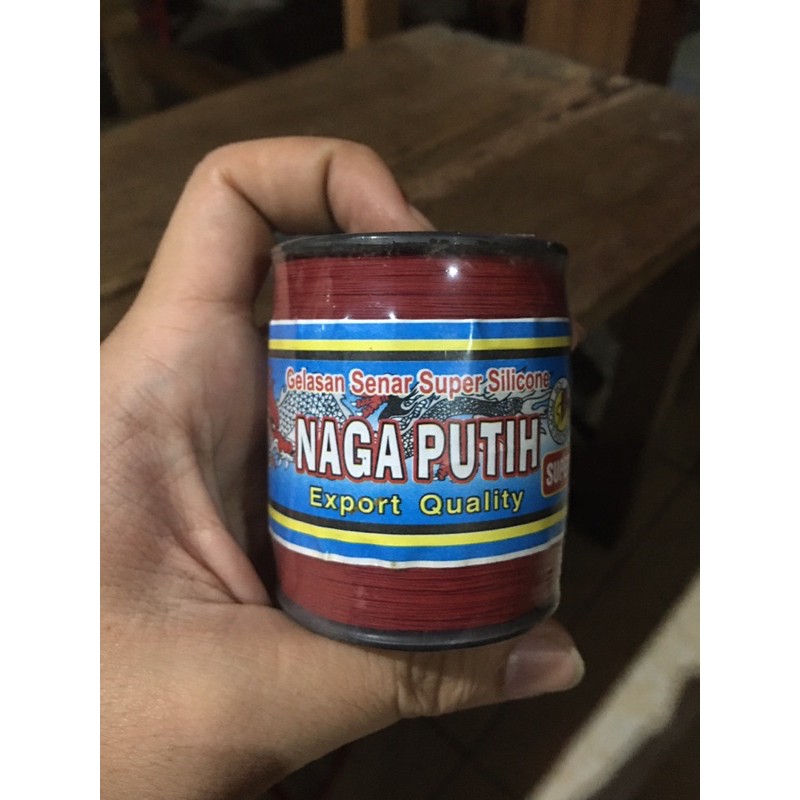 Gelasan Senar Super Silicone
NAGA PUTIH
Export Quality